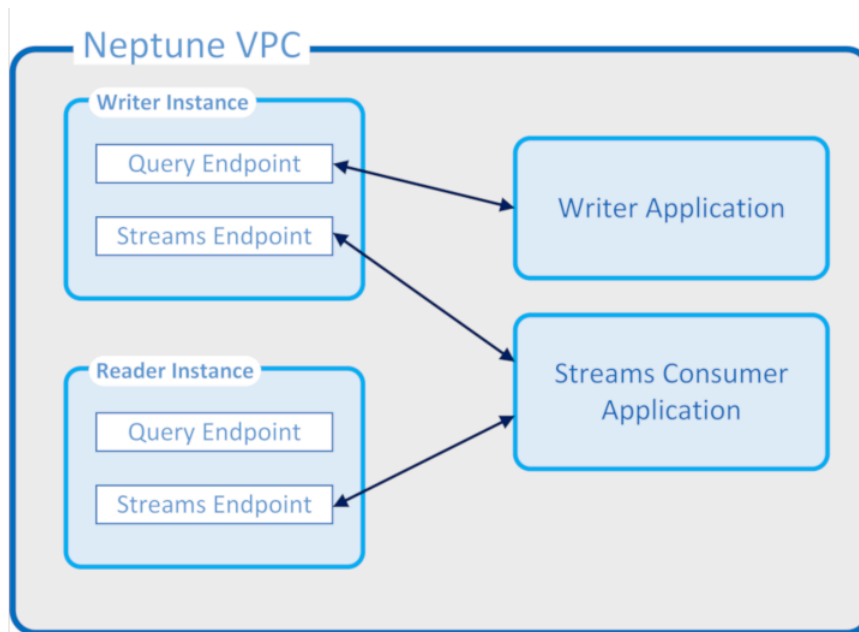 Neptune VPC
Writer Instance
Query Endpoint
Streams Endpoint
Writer Application
Reader Instance
Query Endpoint
Streams Endpoint
Streams Consumer
Application